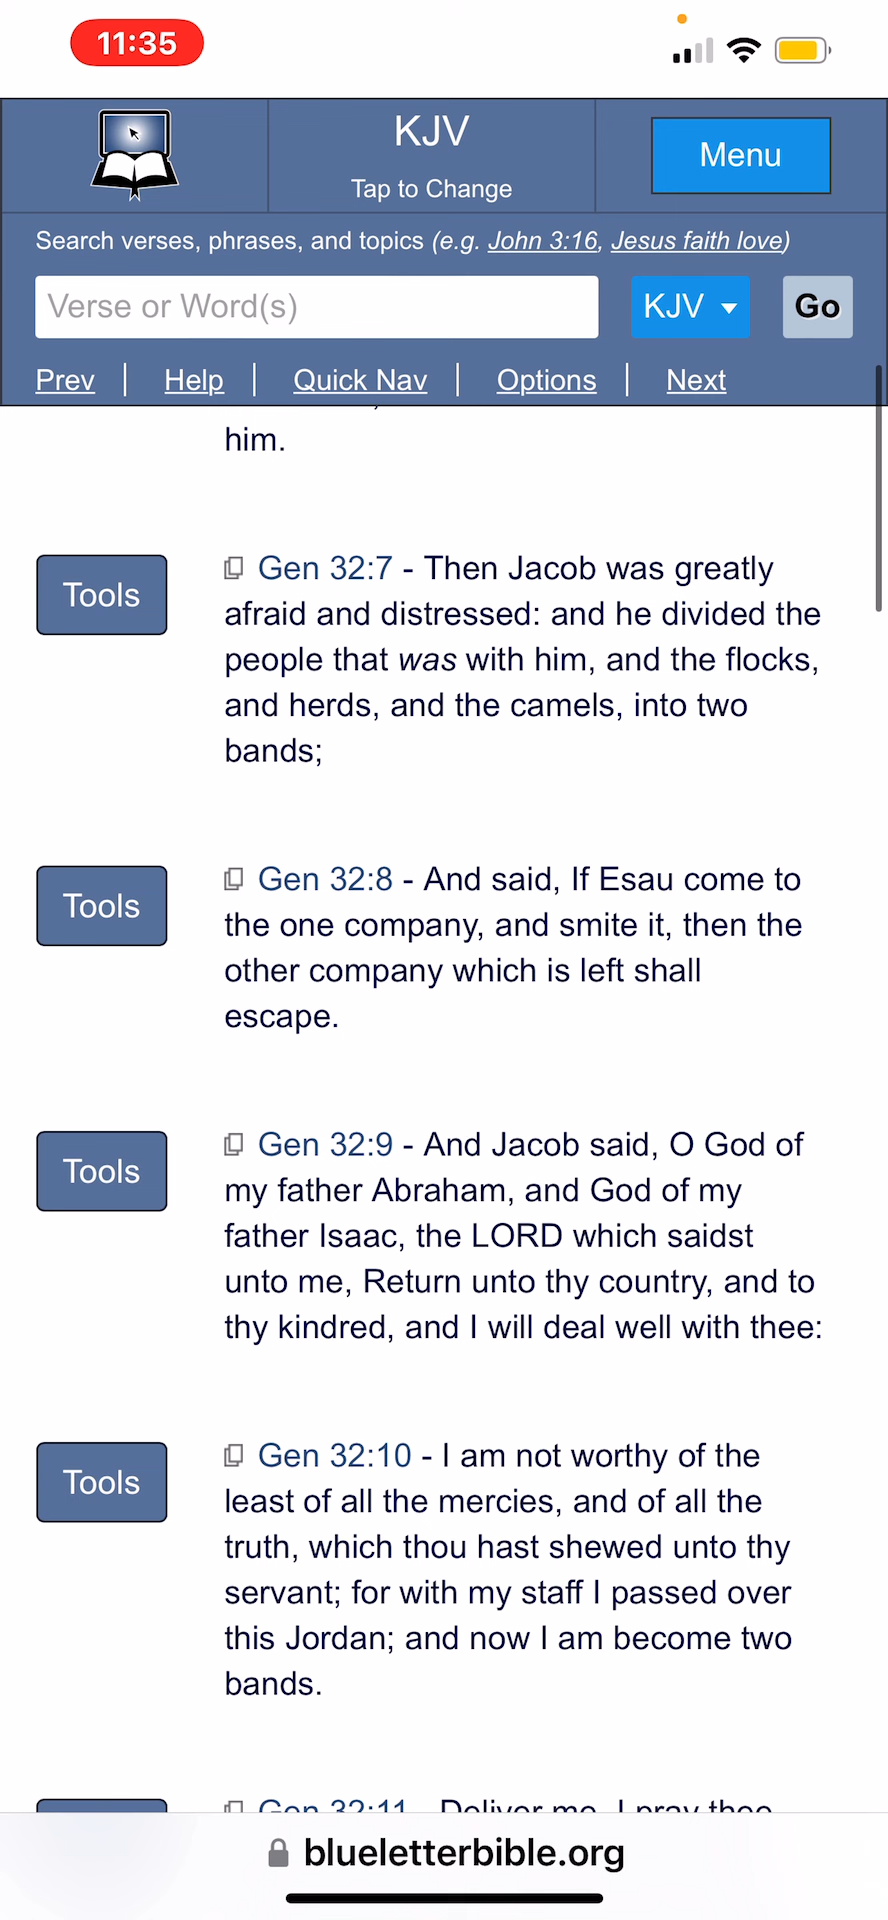 11:35
KJV
Tap to Change
Menu
Search verses, phrases, and topics (e.g. John 3:16, Jesus faith love)
Verse or Word(s)
KJV
Go
Prev | Help | Quick Nav | Options | Next
him.
Tools
Gen 32:7 - Then Jacob was greatly
afraid and distressed: and he divided the
people that was with him, and the flocks,
and herds, and the camels, into two
bands;
Tools
Gen 32:8 - And said, If Esau come to
the one company, and smite it, then the
other company which is left shall
escape.
Tools
Gen 32:9 - And Jacob said, O God of
my father Abraham, and God of my
father Isaac, the LORD which saidst
unto me, Return unto thy country, and to
thy kindred, and I will deal well with thee:
Tools
Gen 32:10 - I am not worthy of the
least of all the mercies, and of all the
truth, which thou hast shewed unto thy
servant; for with my staff I passed over
this Jordan; and now I am become two
bands.
Gen 32:11 - Deliver me, I pray thee
blueletterbible.org